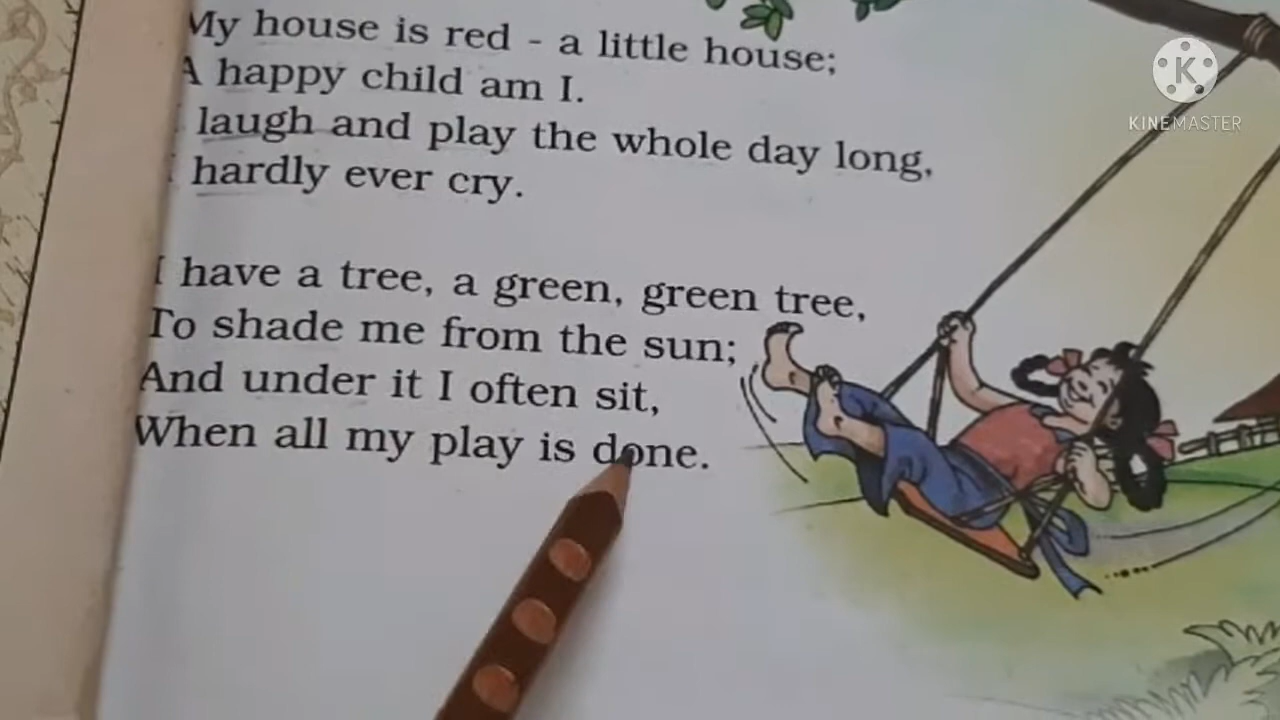 My house is red - a little house;
A happy child am I.
I laugh and play the whole day long,
I hardly ever cry.
I have a tree, a green, green tree,
To shade me from the sun;
And under it I often sit,
When all my play is done.
K
KINEMASTER